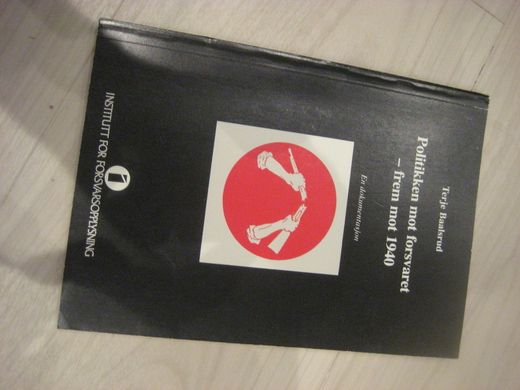 Terje Baalsrud
Politikken mot forsvaret
– frem mot 1940
En dokumentasjon
INSTITUTT FOR FORSVARSOPPLYSNING